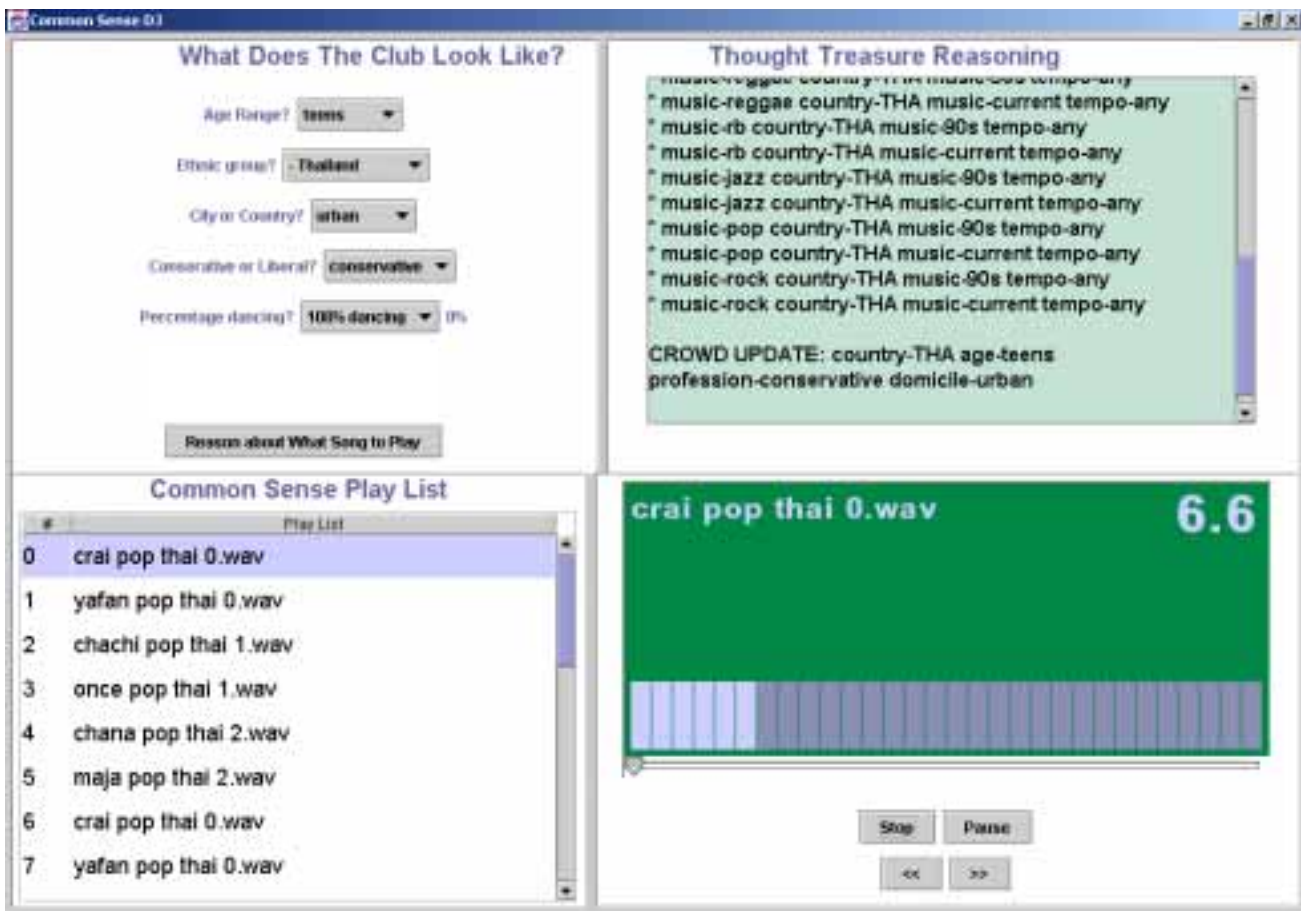 Common Sense DJ
What Does The Club Look Like?
Age Range? teens
Ethnic group? - Thailand
City or Country? urban
Conservative or Liberal? conservative
Percentage dancing? 100% dancing 0%
Reason about What Song to Play
Thought Treasure Reasoning
* music-reggae country-THA music-90s tempo-any
* music-reggae country-THA music-current tempo-any
* music-rb country-THA music-90s tempo-any
* music-rb country-THA music-current tempo-any
* music-jazz country-THA music-90s tempo-any
* music-jazz country-THA music-current tempo-any
* music-pop country-THA music-90s tempo-any
* music-pop country-THA music-current tempo-any
* music-rock country-THA music-90s tempo-any
* music-rock country-THA music-current tempo-any
CROWD UPDATE: country-THA age-teens
profession-conservative domicile-urban
Common Sense Play List
# Play List
0 crai pop thai 0.wav
1 yafan pop thai 0.wav
2 chachi pop thai 1.wav
3 once pop thai 1.wav
4 chana pop thai 2.wav
5 maja pop thai 2.wav
6 crai pop thai 0.wav
7 yafan pop thai 0.wav
crai pop thai 0.wav 6.6
Stop Pause
<< >>